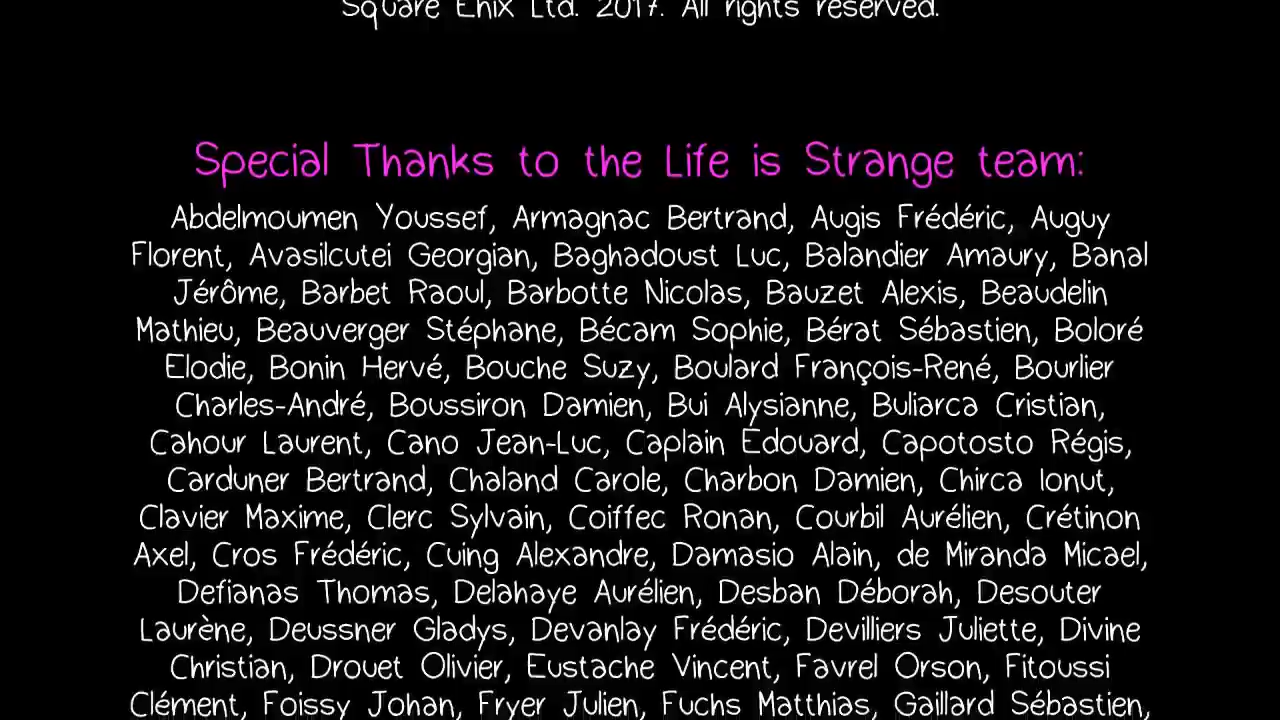 Square Enix Ltd. 2017. All rights reserved.
Special Thanks to the Life is Strange team:
Abdelmoumen Youssef, Armagnac Bertrand, Augis Frédéric, Auguy
Florent, Avasilcutei Georgian, Baghadoust Luc, Balandier Amaury, Banal
Jérôme, Barbet Raoul, Barbotte Nicolas, Bauzet Alexis, Beaudelin
Mathieu, Beauverger Stéphane, Bécam Sophie, Bérat Sébastien, Boloré
Elodie, Bonin Hervé, Bouche Suzy, Boulard François-René, Bourlier
Charles-André, Boussiron Damien, Bui Alysianne, Buliarca Cristian,
Cahour Laurent, Cano Jean-Luc, Caplain Edouard, Capotosto Régis,
Carduner Bertrand, Chaland Carole, Charbon Damien, Chirca Ionut,
Clavier Maxime, Clerc Sylvain, Coiffec Ronan, Courbil Aurélien, Crétinon
Axel, Cros Frédéric, Cuing Alexandre, Damasio Alain, de Miranda Micael,
Defianas Thomas, Delahaye Aurélien, Desban Déborah, Desouter
Laurène, Deussner Gladys, Devanlay Frédéric, Devilliers Juliette, Divine
Christian, Drouet Olivier, Eustache Vincent, Favrel Orson, Fitoussi
Clément, Foissy Johan, Fryer Julien, Fuchs Matthias, Gaillard Sébastien,